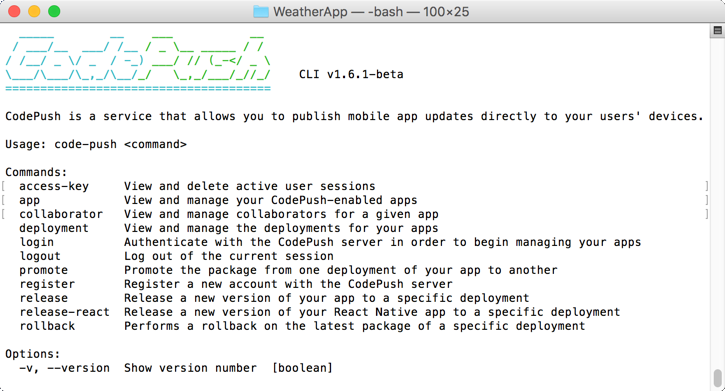 WeatherApp — -bash — 100×25
CodePush
CLI v1.6.1-beta
CodePush is a service that allows you to publish mobile app updates directly to your users' devices.
Usage: code-push <command>
Commands:
access-key View and delete active user sessions
app View and manage your CodePush-enabled apps
collaborator View and manage collaborators for a given app
deployment View and manage the deployments for your apps
login Authenticate with the CodePush server in order to begin managing your apps
logout Log out of the current session
promote Promote the package from one deployment of your app to another
register Register a new account with the CodePush server
release Release a new version of your app to a specific deployment
release-react Release a new version of your React Native app to a specific deployment
rollback Performs a rollback on the latest package of a specific deployment
Options:
-v, --version Show version number [boolean]